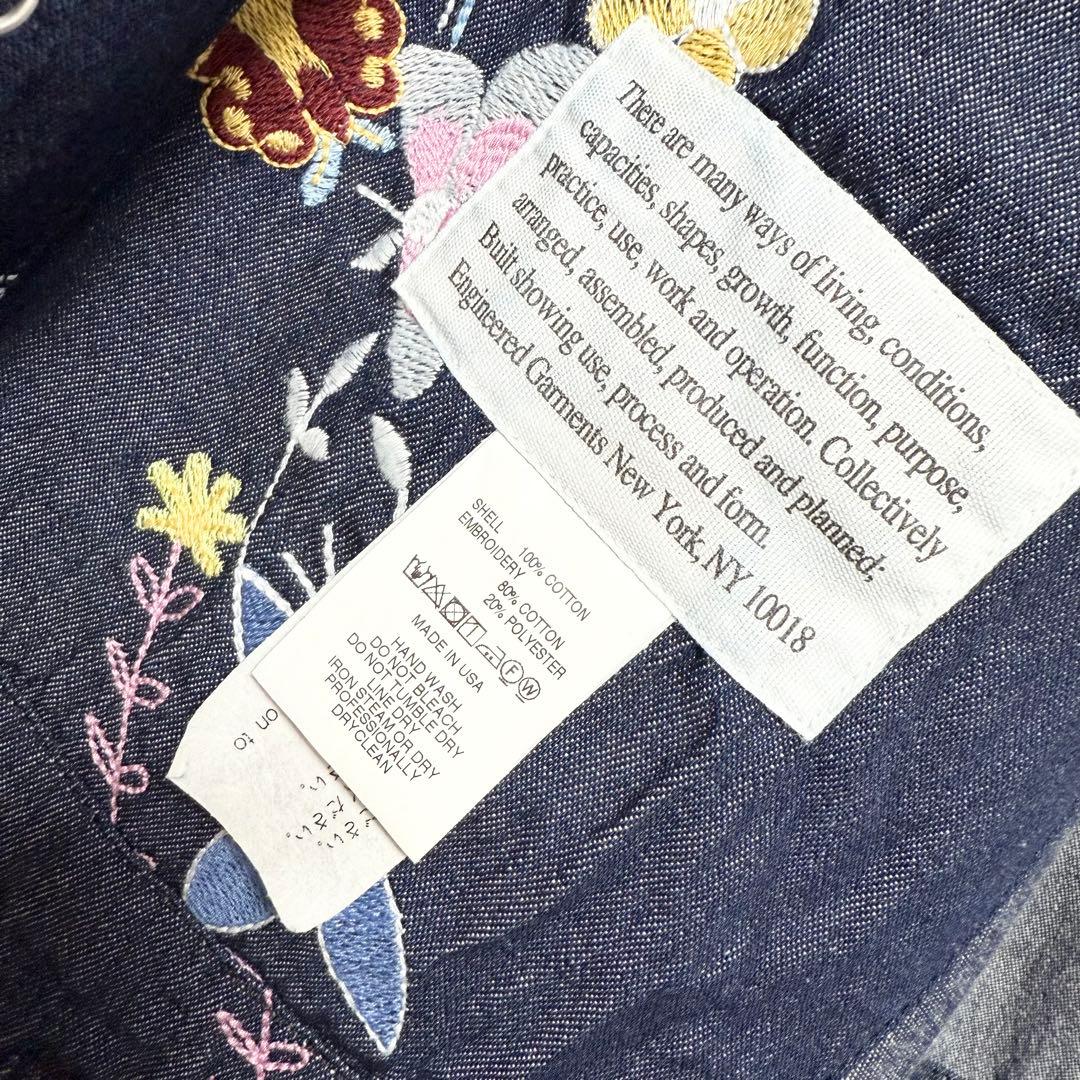 There are many ways of living, conditions,
capacities, shapes, growth, function, purpose,
practice, use, work and operation. Collectively
arranged, assembled, produced and planned;
Built showing use, process and form.
Engineered Garments New York, NY 10018
SHELL
100% COTTON
EMBROIDERY
80% COTTON
20% POLYESTER
F W
MADE IN USA
HAND WASH
DO NOT BLEACH
DO NOT TUMBLE DRY
LINE DRY
IRON STEAM OR DRY
PROFESSIONALLY
DRYCLEAN